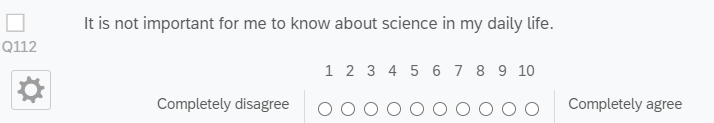 It is not important for me to know about science in my daily life.
Q112
1 2 3 4 5 6 7 8 9 10
Completely disagree Completely agree